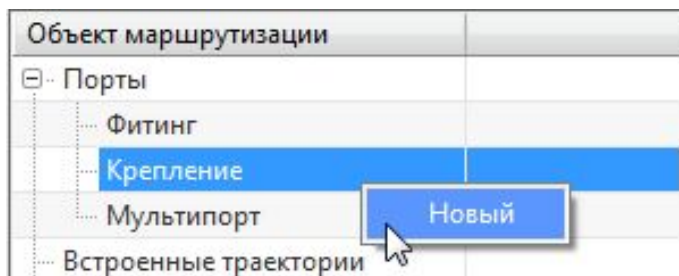 Объект маршрутизации
Порты
Фитинг
Крепление
Мультипорт
Новый
Встроенные траектории